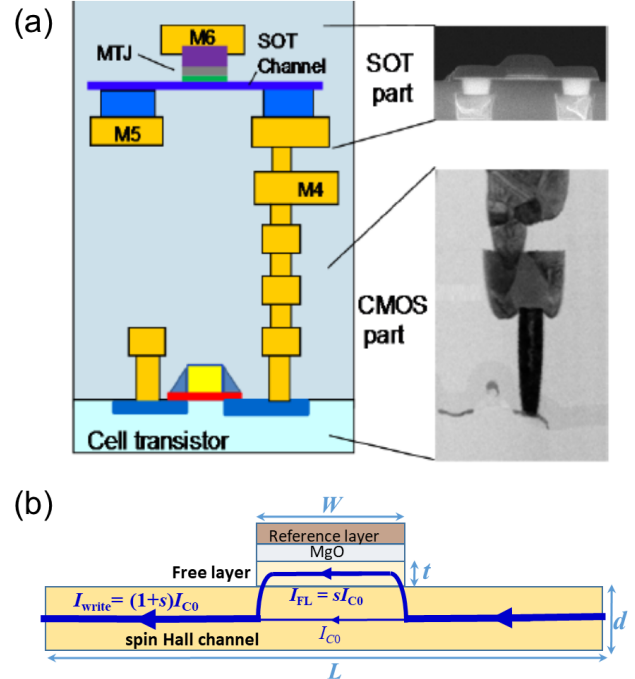 (a)
M6
MTJ
SOT
Channel
SOT
part
M5
M4
CMOS
part
Cell transistor
(b)
W
Reference layer
MgO
Free layer
t
I_write = (1+s)I_C0
I_FL = sI_C0
d
spin Hall channel
I_C0
L